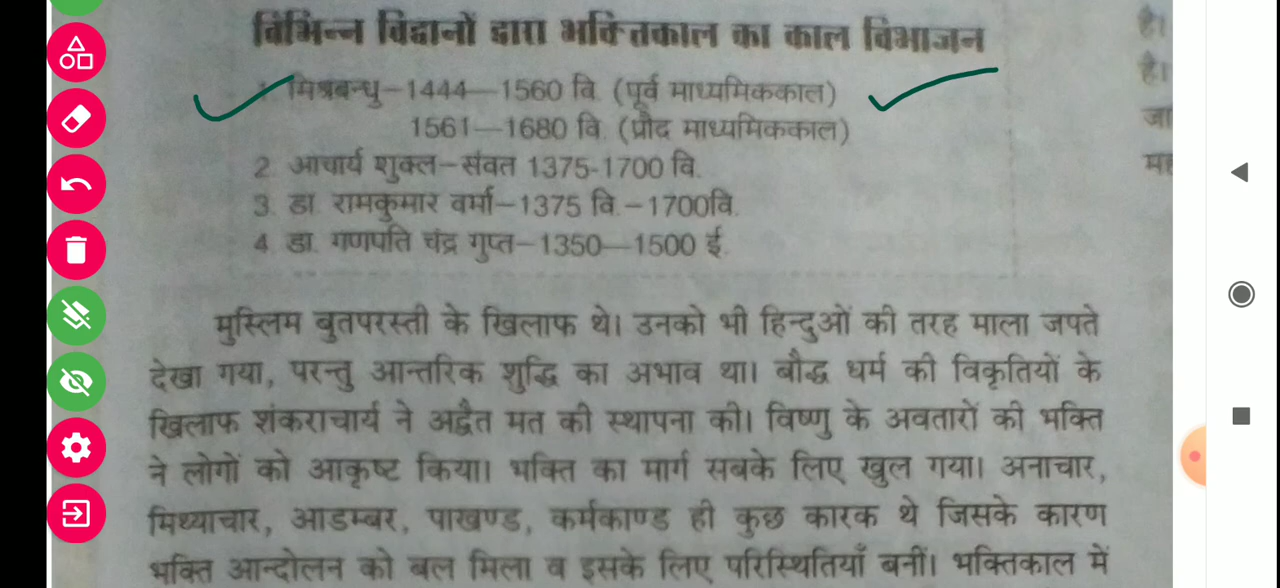 विभिन्न विद्वानों द्वारा भक्तिकाल का काल विभाजन
1. मिश्रबन्धु–1444—1560 वि. (पूर्व माध्यमिककाल)
1561—1680 वि. (प्रौढ माध्यमिककाल)
2. आचार्य शुक्ल–संवत 1375-1700 वि.
3. डा. रामकुमार वर्मा–1375 वि.–1700वि.
4. डा. गणपति चंद्र गुप्त–1350—1500 ई.
मुस्लिम बुतपरस्ती के खिलाफ थे। उनको भी हिन्दुओं की तरह माला जपते
देखा गया, परन्तु आन्तरिक शुद्धि का अभाव था। बौद्ध धर्म की विकृतियों के
खिलाफ शंकराचार्य ने अद्वैत मत की स्थापना की। विष्णु के अवतारों की भक्ति
ने लोगों को आकृष्ट किया। भक्ति का मार्ग सबके लिए खुल गया। अनाचार,
मिथ्याचार, आडम्बर, पाखण्ड, कर्मकाण्ड ही कुछ कारक थे जिसके कारण
भक्ति आन्दोलन को बल मिला व इसके लिए परिस्थितियाँ बनीं। भक्तिकाल में
है।
है।
जा
मह